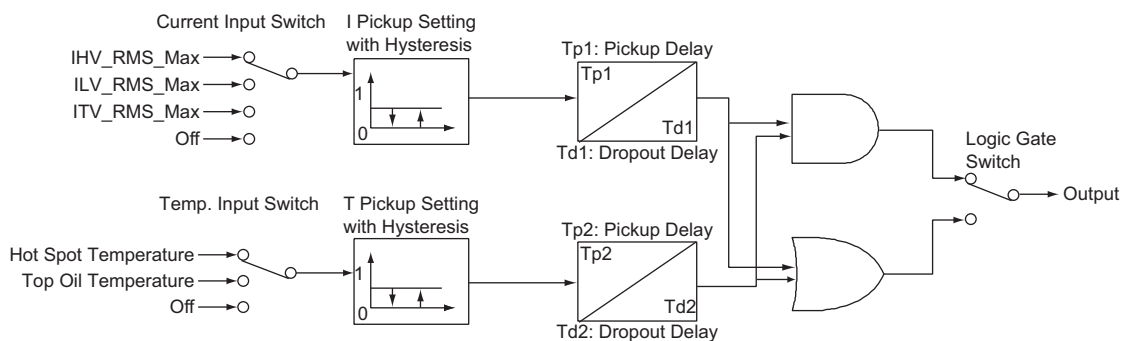 Current Input Switch
I Pickup Setting
with Hysteresis
IHV_RMS_Max
ILV_RMS_Max
ITV_RMS_Max
Off
1
0
Tp1: Pickup Delay
Tp1
Td1
Td1: Dropout Delay
Temp. Input Switch
T Pickup Setting
with Hysteresis
Hot Spot Temperature
Top Oil Temperature
Off
1
0
Tp2: Pickup Delay
Tp2
Td2
Td2: Dropout Delay
Logic Gate
Switch
Output